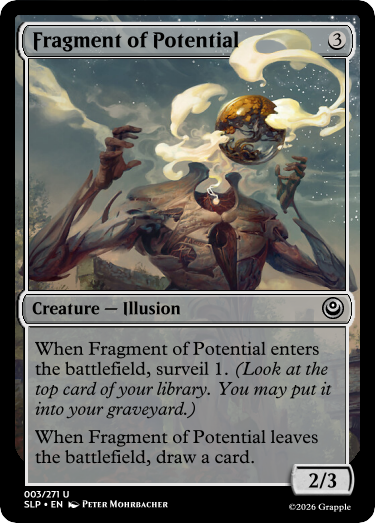 Fragment of Potential 3
Creature — Illusion
When Fragment of Potential enters
the battlefield, surveil 1. (Look at the
top card of your library. You may put it
into your graveyard.)
When Fragment of Potential leaves
the battlefield, draw a card.
2/3
003/271 U
SLP • EN Peter Mohrbacher
©2026 Grapple